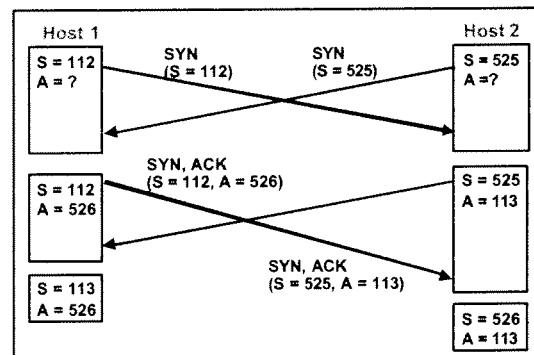 Host 1
Host 2
S = 112
A = ?
SYN
(S = 112)
SYN
(S = 525)
S = 525
A =?
SYN, ACK
(S = 112, A = 526)
S = 112
A = 526
S = 525
A = 113
SYN, ACK
(S = 525, A = 113)
S = 113
A = 526
S = 526
A = 113